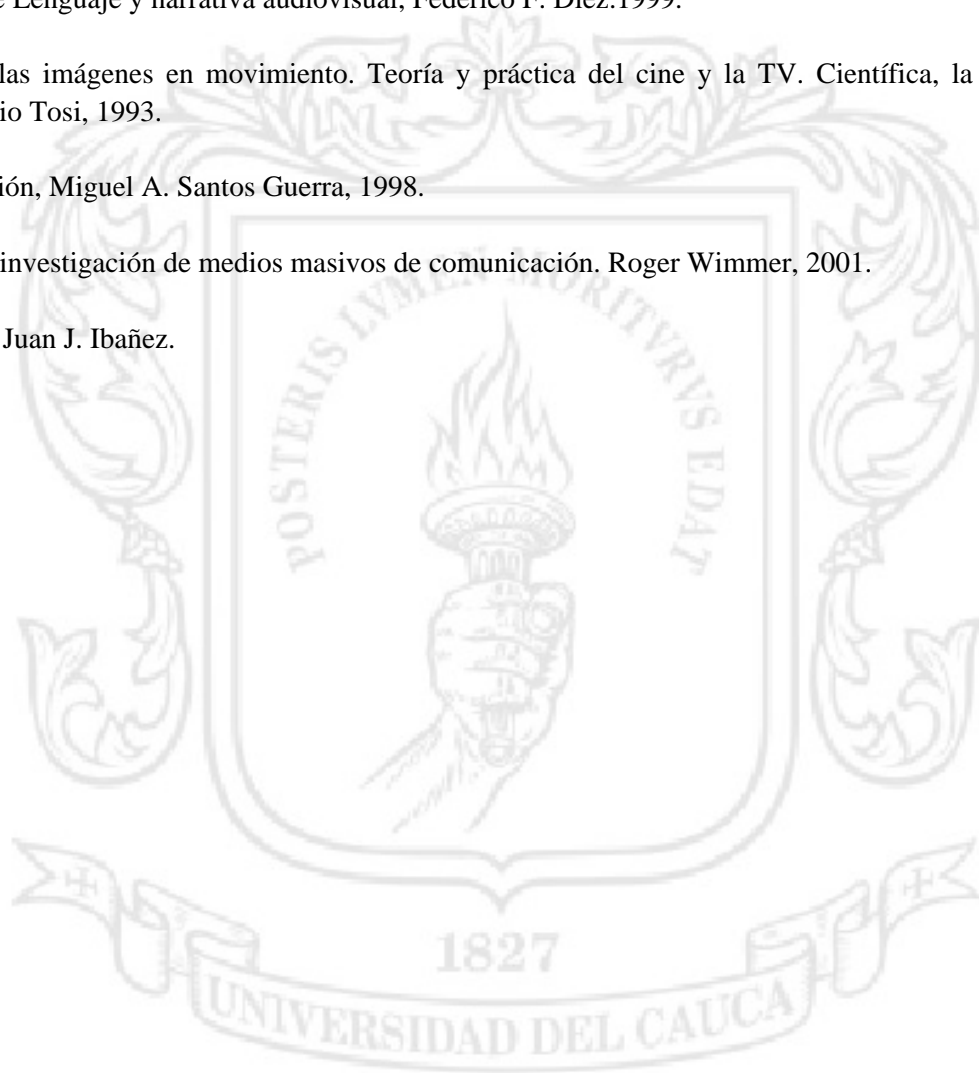 Lenguaje y narrativa audiovisual, Federico F. Díez.1999.
las imágenes en movimiento. Teoría y práctica del cine y la TV. Científica, la
io Tosi, 1993.
ión, Miguel A. Santos Guerra, 1998.
investigación de medios masivos de comunicación. Roger Wimmer, 2001.
Juan J. Ibañez.
POSTERIS LVMEN MORITVRVS EDAT
1827
UNIVERSIDAD DEL CAUCA